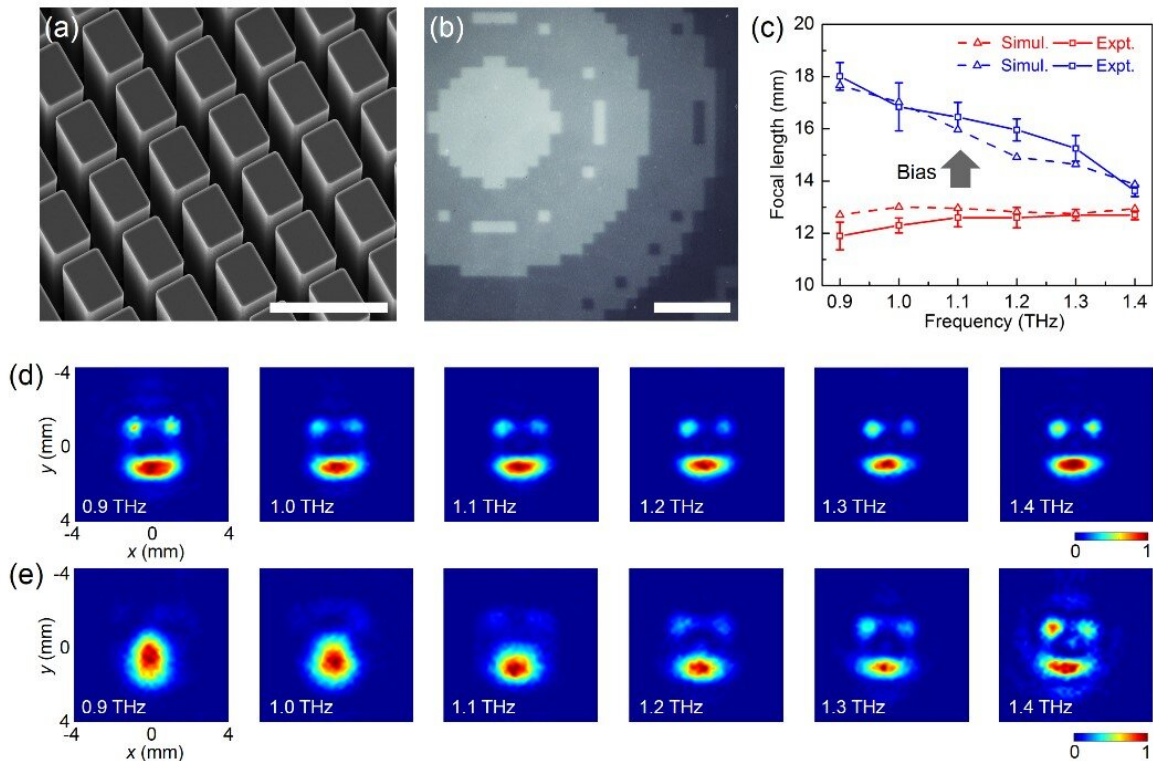 (a)
(b)
(c)
20
18
16
14
12
10
Focal length (mm)
Simul. Expt.
Simul. Expt.
Bias
0.9 1.0 1.1 1.2 1.3 1.4
Frequency (THz)
(d)
-4
0
4
y (mm)
0.9 THz
1.0 THz
1.1 THz
1.2 THz
1.3 THz
1.4 THz
-4 0 4
x (mm)
0 1
(e)
-4
0
4
y (mm)
0.9 THz
1.0 THz
1.1 THz
1.2 THz
1.3 THz
1.4 THz
-4 0 4
x (mm)
0 1